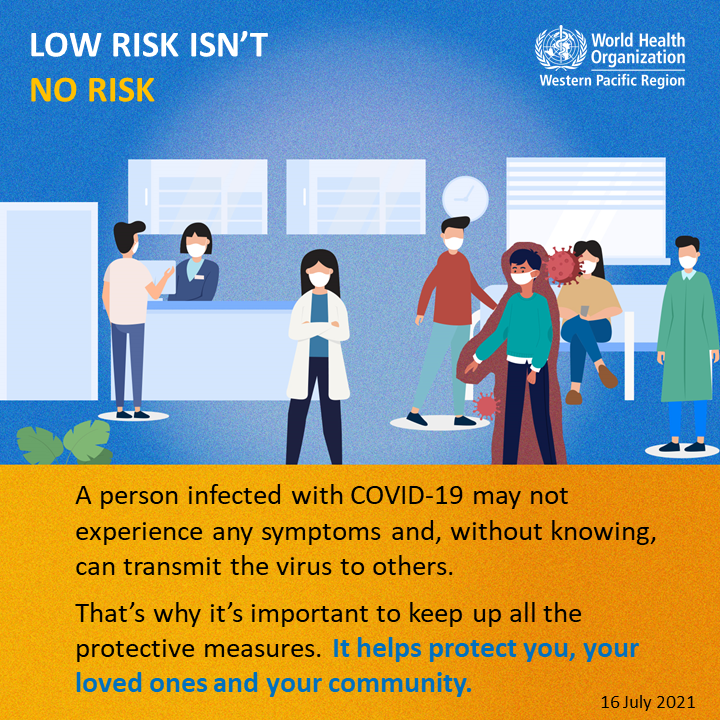 LOW RISK ISN'T
NO RISK
World Health
Organization
Western Pacific Region
A person infected with COVID-19 may not
experience any symptoms and, without knowing,
can transmit the virus to others.
That's why it's important to keep up all the
protective measures. It helps protect you, your
loved ones and your community.
16 July 2021